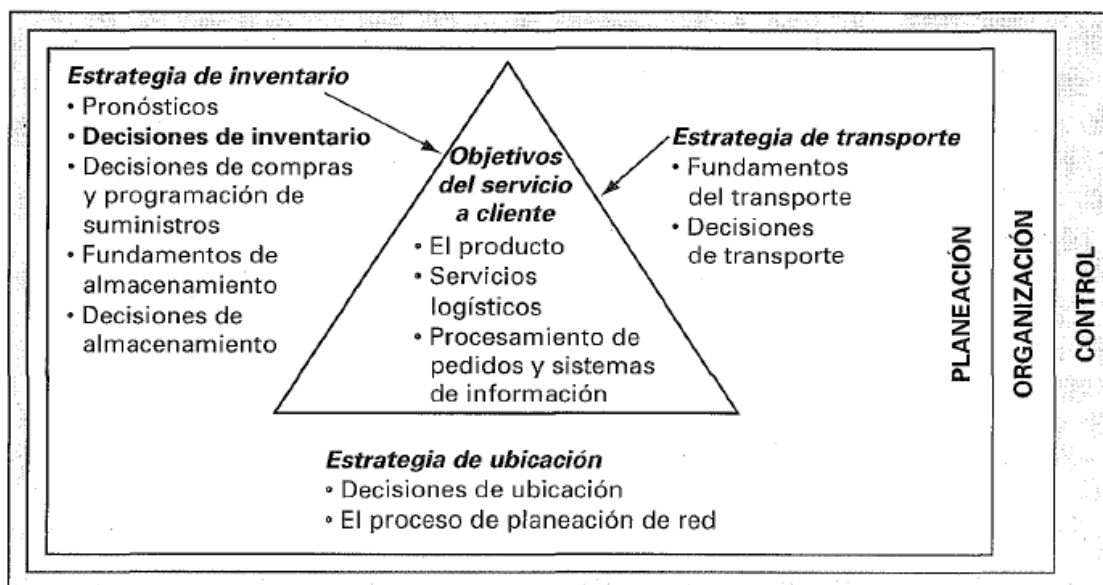 Estrategia de inventario
• Pronósticos
• Decisiones de inventario
• Decisiones de compras
y programación de
suministros
• Fundamentos de
almacenamiento
• Decisiones de
almacenamiento
Objetivos
del servicio
a cliente
• El producto
• Servicios
logísticos
• Procesamiento de
pedidos y sistemas
de información
Estrategia de transporte
• Fundamentos
del transporte
• Decisiones
de transporte
Estrategia de ubicación
• Decisiones de ubicación
• El proceso de planeación de red
PLANEACIÓN
ORGANIZACIÓN
CONTROL